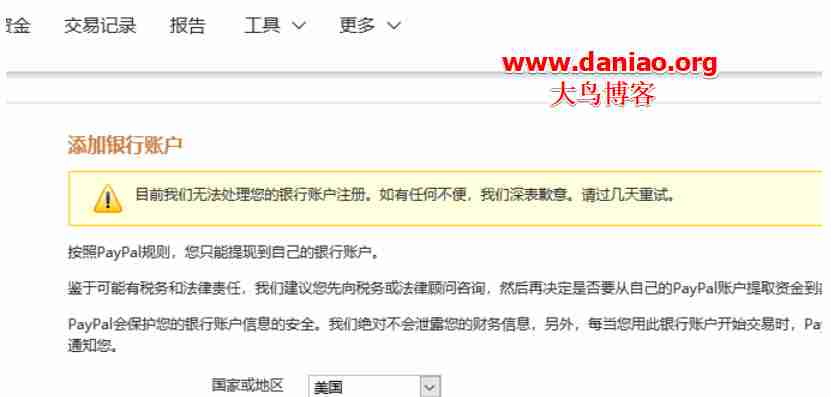 资金 交易记录 报告 工具 更多
www.daniao.org
大鸟博客
添加银行账户
目前我们无法处理您的银行账户注册。如有任何不便，我们深表歉意。请过几天重试。
按照PayPal规则，您只能提现到自己的银行账户。
鉴于可能有税务和法律责任，我们建议您先向税务或法律顾问咨询，然后再决定是否要从自己的PayPal账户提取资金到
PayPal会保护您的银行账户信息的安全。我们绝对不会泄露您的财务信息，另外，每当您用此银行账户开始交易时，Pay
通知您。
国家或地区 美国